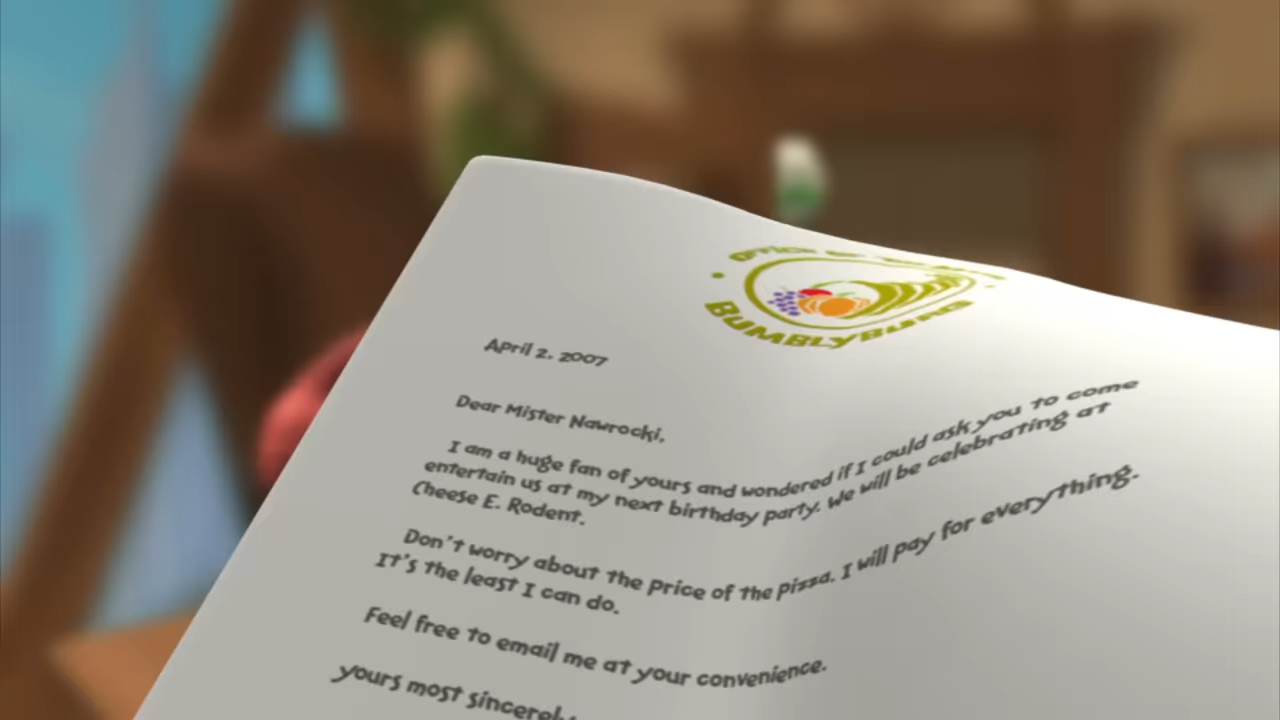 Office
BUMBLYBURG
April 2, 2007
Dear Mister Nawrocki,
I am a huge fan of yours and wondered if I could ask you to come
entertain us at my next birthday party. We will be celebrating at
Cheese E. Rodent.
Don't worry about the price of the pizza. I will pay for everything.
It's the least I can do.
Feel free to email me at your convenience.
yours most sincerely